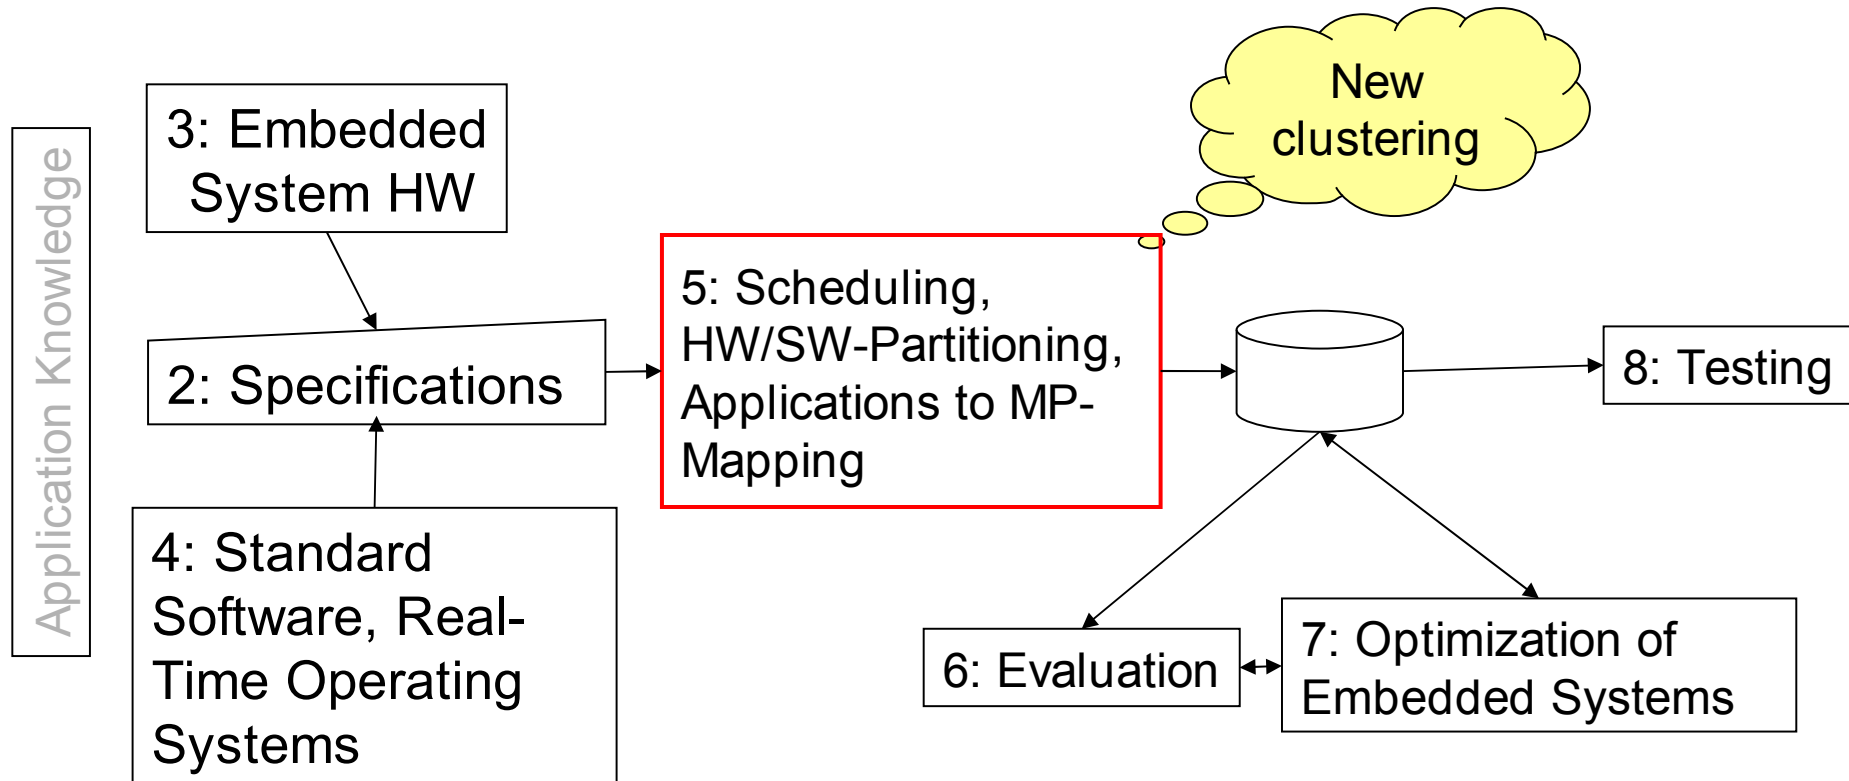 Application Knowledge
3: Embedded
System HW
2: Specifications
4: Standard
Software, Real-
Time Operating
Systems
5: Scheduling,
HW/SW-Partitioning,
Applications to MP-
Mapping
New
clustering
8: Testing
6: Evaluation
7: Optimization of
Embedded Systems